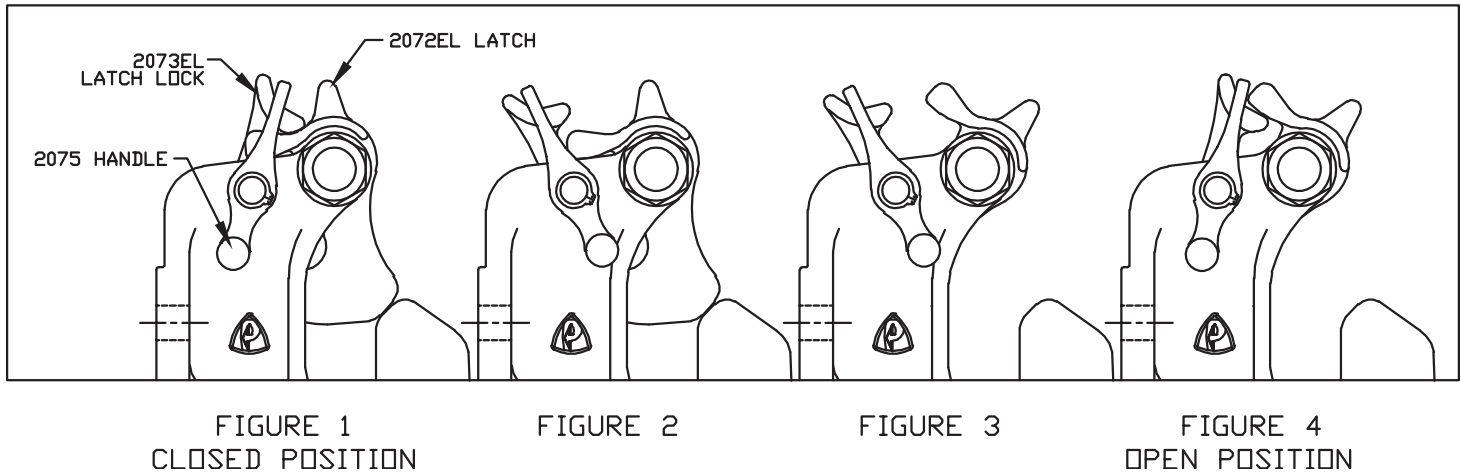 2072EL LATCH
2073EL
LATCH LOCK
2075 HANDLE
FIGURE 1
CLOSED POSITION
FIGURE 2
FIGURE 3
FIGURE 4
OPEN POSITION